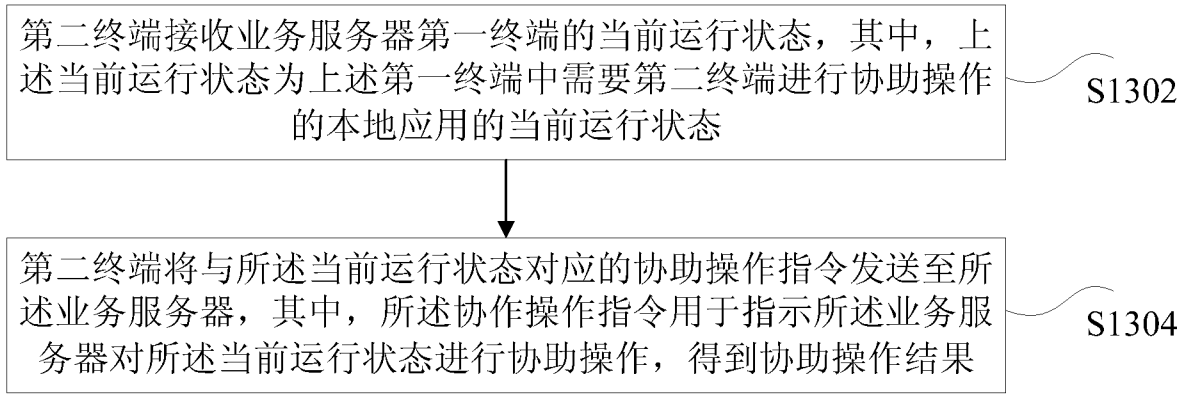 第二终端接收业务服务器第一终端的当前运行状态，其中，上
述当前运行状态为上述第一终端中需要第二终端进行协助操作
的本地应用的当前运行状态
S1302
第二终端将与所述当前运行状态对应的协助操作指令发送至所
述业务服务器，其中，所述协作操作指令用于指示所述业务服
务器对所述当前运行状态进行协助操作，得到协助操作结果
S1304